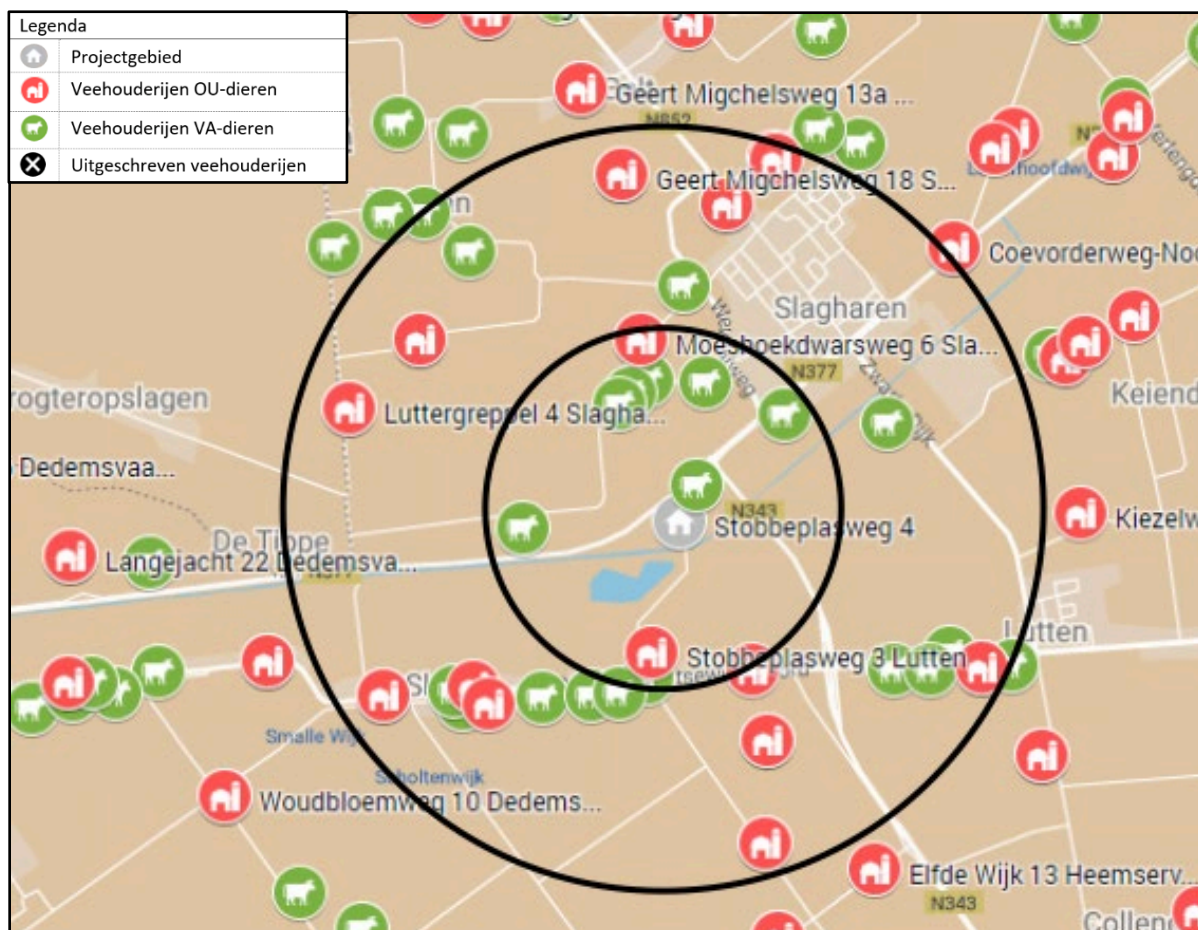 Legenda
Projectgebied
Veehouderijen OU-dieren
Veehouderijen VA-dieren
Uitgeschreven veehouderijen
Geert Migchelsweg 13a ...
N852
Geert Migchelsweg 18 S...
Coevorderweg-Noo
Slagharen
Moeshoekdwarsweg 6 Sla...
N377
rogteropslagen
Luttergreppel 4 Slagha...
Keiend
Dedemsvaa...
N343
Stobbeplasweg 4
Kiezelw
De Tippe
Langejacht 22 Dedemsva...
N377
Lutten
Stobbeplasweg 3 Lutten
Smalle Wijk
Scholtenwijk
Woudbloemweg 10 Dedems...
Elfde Wijk 13 Heemserv...
N343
Collen